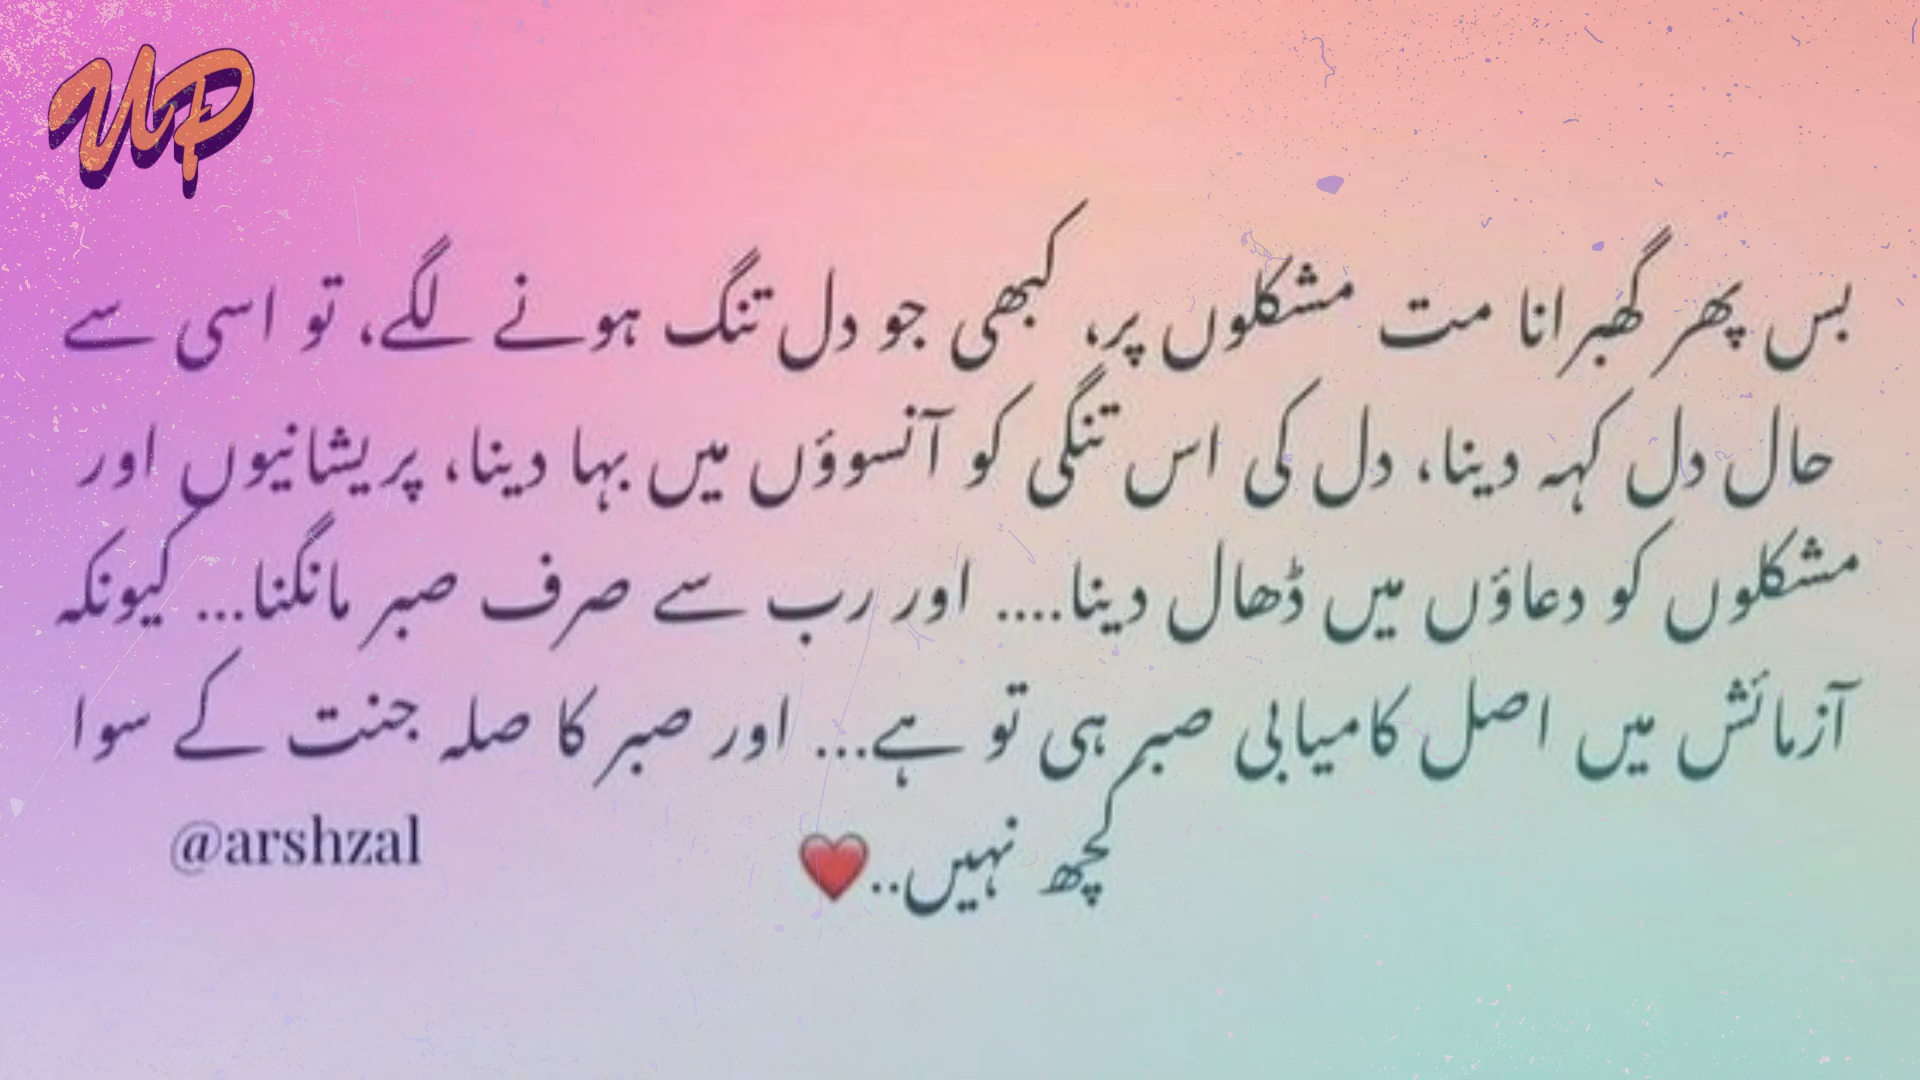 UP
بس پھر گھبرانا مت مشکلوں پر، کبھی جو دل تنگ ہونے لگے، تو اسی سے
حال دل کہہ دینا، دل کی اس تنگی کو آنسوؤں میں بہا دینا، پریشانیوں اور
مشکلوں کو دعاؤں میں ڈھال دینا.... اور رب سے صرف صبر مانگنا... کیونکہ
آزمائش میں اصل کامیابی صبر ہی تو ہے... اور صبر کا صلہ جنت کے سوا
کچھ نہیں..❤️
@arshzal